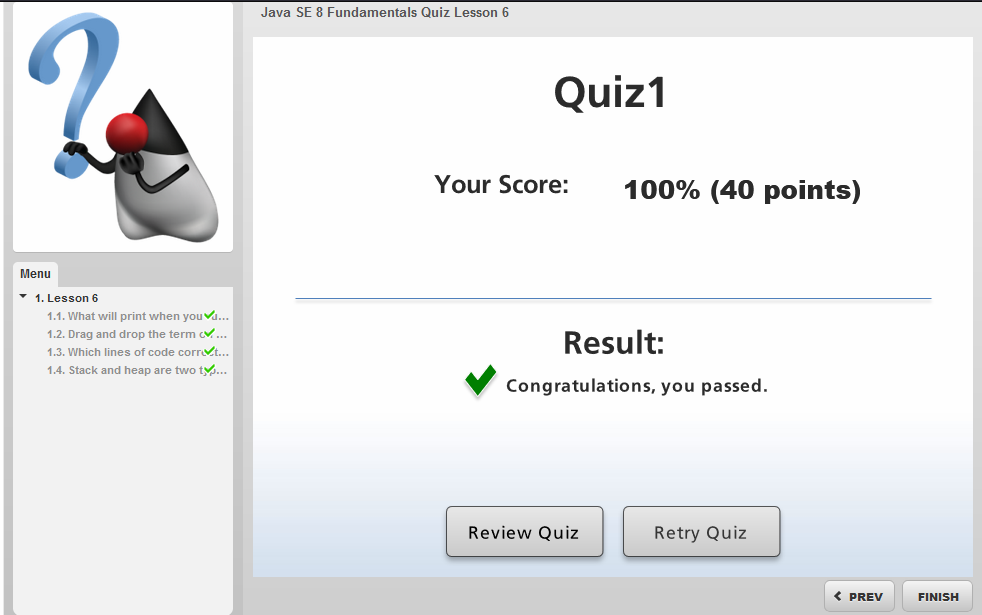 Java SE 8 Fundamentals Quiz Lesson 6
Quiz1
Your Score: 100% (40 points)
Result:
Congratulations, you passed.
Review Quiz
Retry Quiz
Menu
1. Lesson 6
1.1. What will print when you ...
1.2. Drag and drop the term ...
1.3. Which lines of code ...
1.4. Stack and heap are two ...
PREV
FINISH